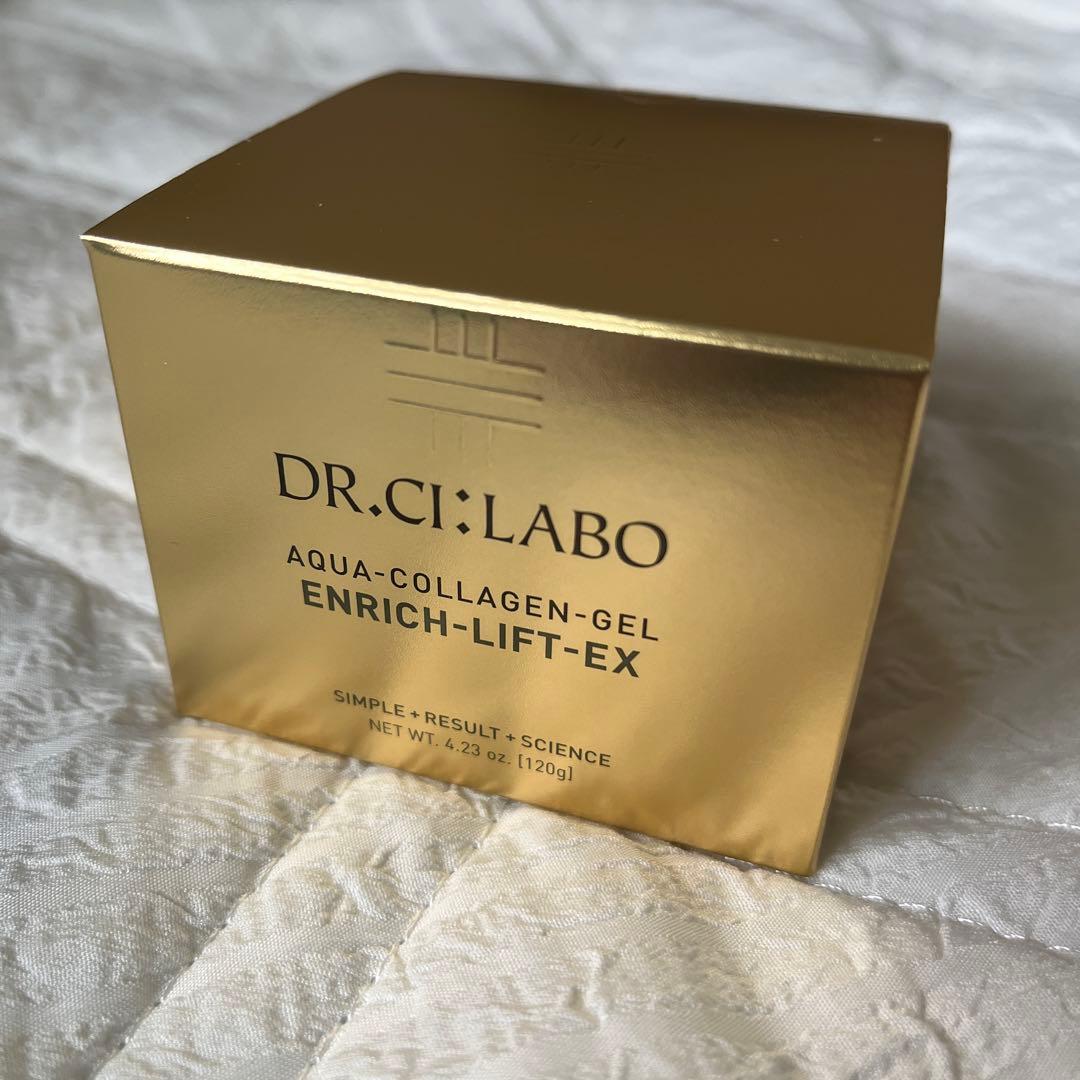 DR.CI:LABO
AQUA-COLLAGEN-GEL
ENRICH-LIFT-EX
SIMPLE + RESULT + SCIENCE
NET WT. 4.23 oz. [120g]